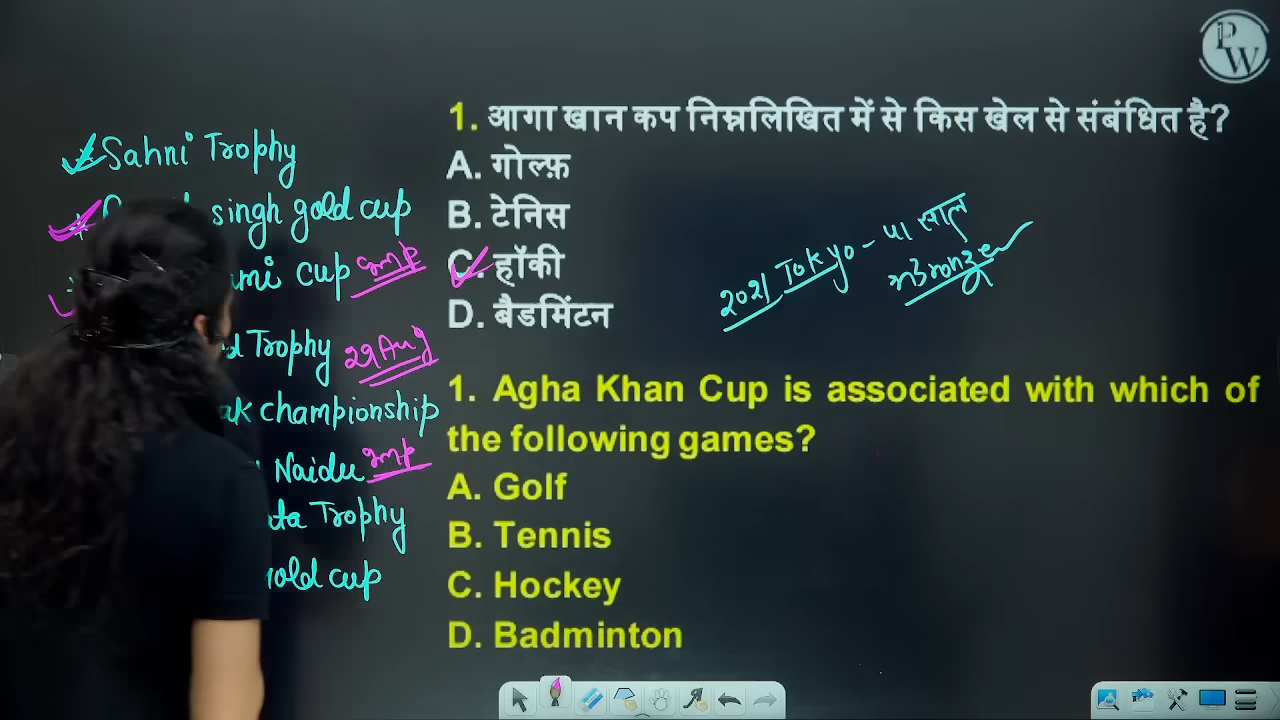 PW
1. आगा खान कप निम्नलिखित में से किस खेल से संबंधित है?
A. गोल्फ़
B. टेनिस
C. हॉकी
D. बैडमिंटन
1. Agha Khan Cup is associated with which of
the following games?
A. Golf
B. Tennis
C. Hockey
D. Badminton
Sahni Trophy
singh gold cup
cup Imp
Trophy 29 Aug
championship
Naidu Imp
Trophy
cup
2021 Tokyo - 41 साल
Bronze